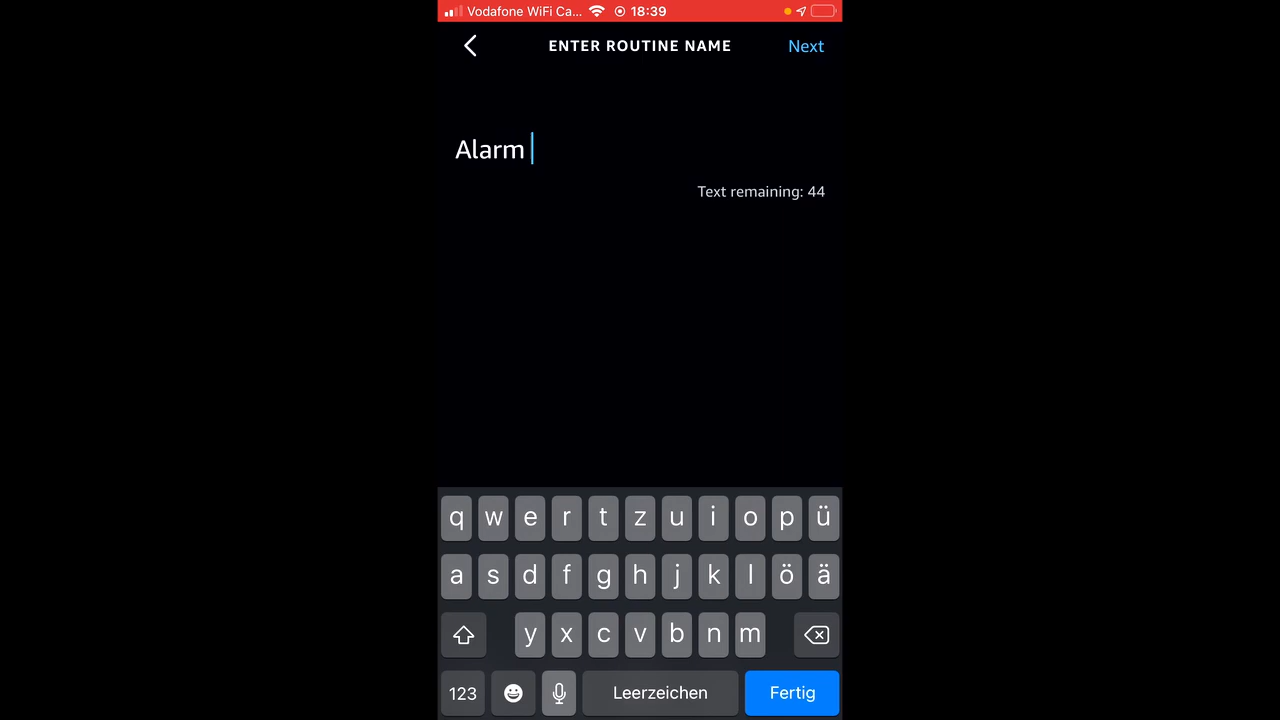 Vodafone WiFi Ca... 18:39
ENTER ROUTINE NAME Next
Alarm
Text remaining: 44
q w e r t z u i o p ü
a s d f g h j k l ö ä
y x c v b n m
123 Leerzeichen Fertig